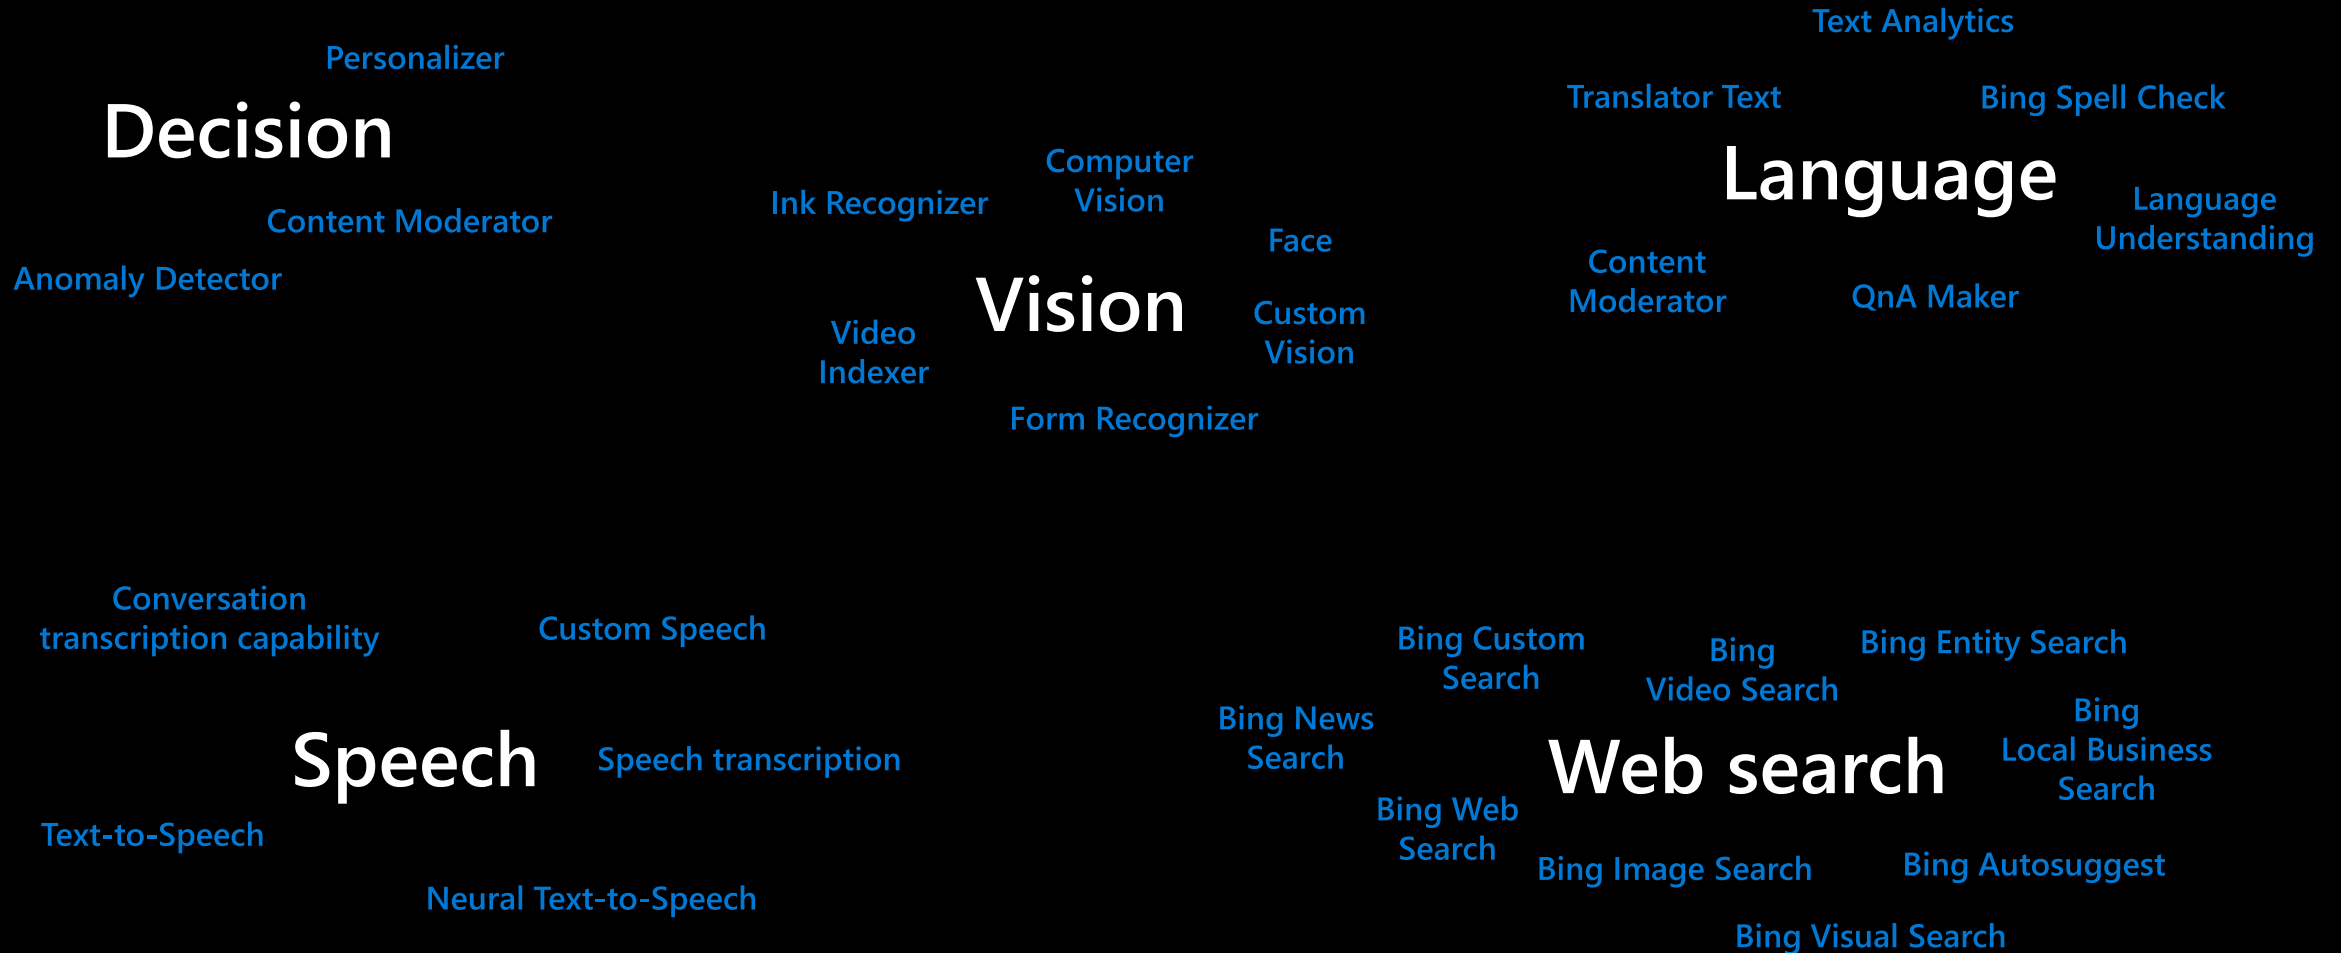 Personalizer
Decision
Content Moderator
Anomaly Detector
Computer
Vision
Ink Recognizer
Face
Vision
Custom
Vision
Video
Indexer
Form Recognizer
Text Analytics
Translator Text
Bing Spell Check
Language
Language
Understanding
Content
Moderator
QnA Maker
Conversation
transcription capability
Custom Speech
Speech
Speech transcription
Text-to-Speech
Neural Text-to-Speech
Bing Custom
Search
Bing
Video Search
Bing Entity Search
Bing News
Search
Web search
Bing
Local Business
Search
Bing Web
Search
Bing Image Search
Bing Autosuggest
Bing Visual Search